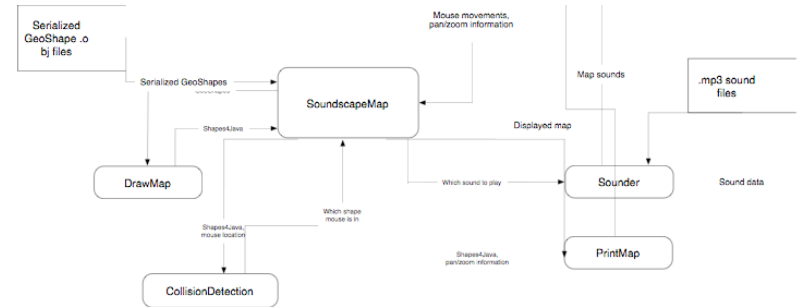 Serialized
GeoShape .o
bj files
Mouse movements,
pan/zoom information
Map sounds
.mp3 sound
files
Serialized GeoShapes
GeoShapes
SoundscapeMap
Shapes4Java
Displayed map
DrawMap
Which sound to play
Sounder
Sound data
Which shape
mouse is in
Shapes4Java,
mouse location
Shapes4Java,
pan/zoom information
PrintMap
CollisionDetection